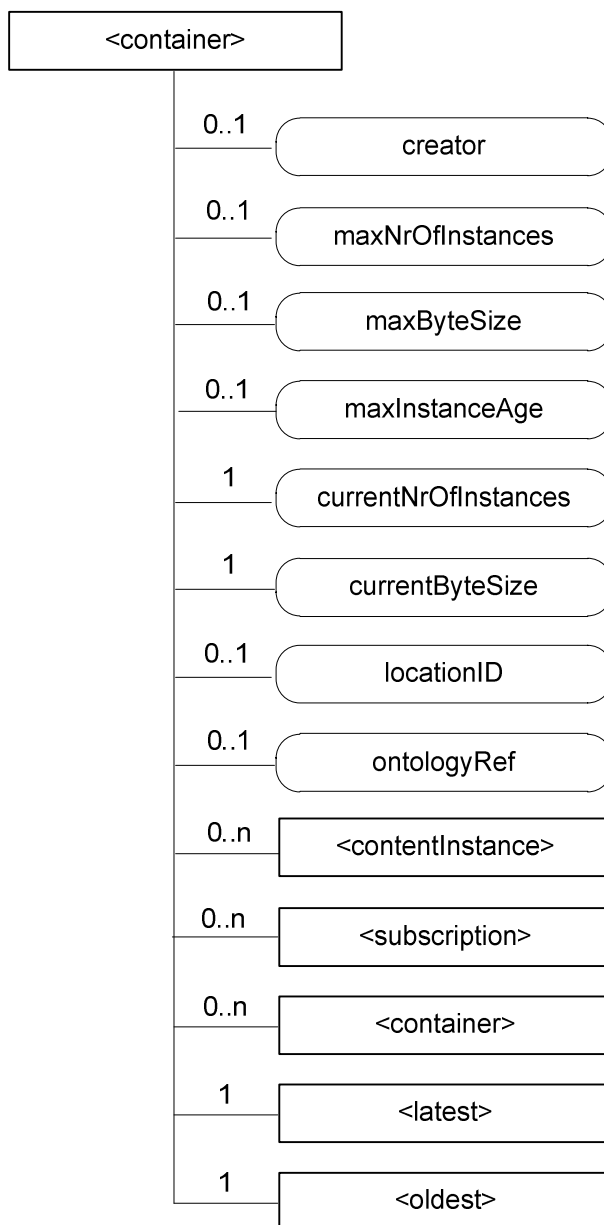 <container>
0..1
creator
0..1
maxNrOfInstances
0..1
maxByteSize
0..1
maxInstanceAge
1
currentNrOfInstances
1
currentByteSize
0..1
locationID
0..1
ontologyRef
0..n
<contentInstance>
0..n
<subscription>
0..n
<container>
1
<latest>
1
<oldest>